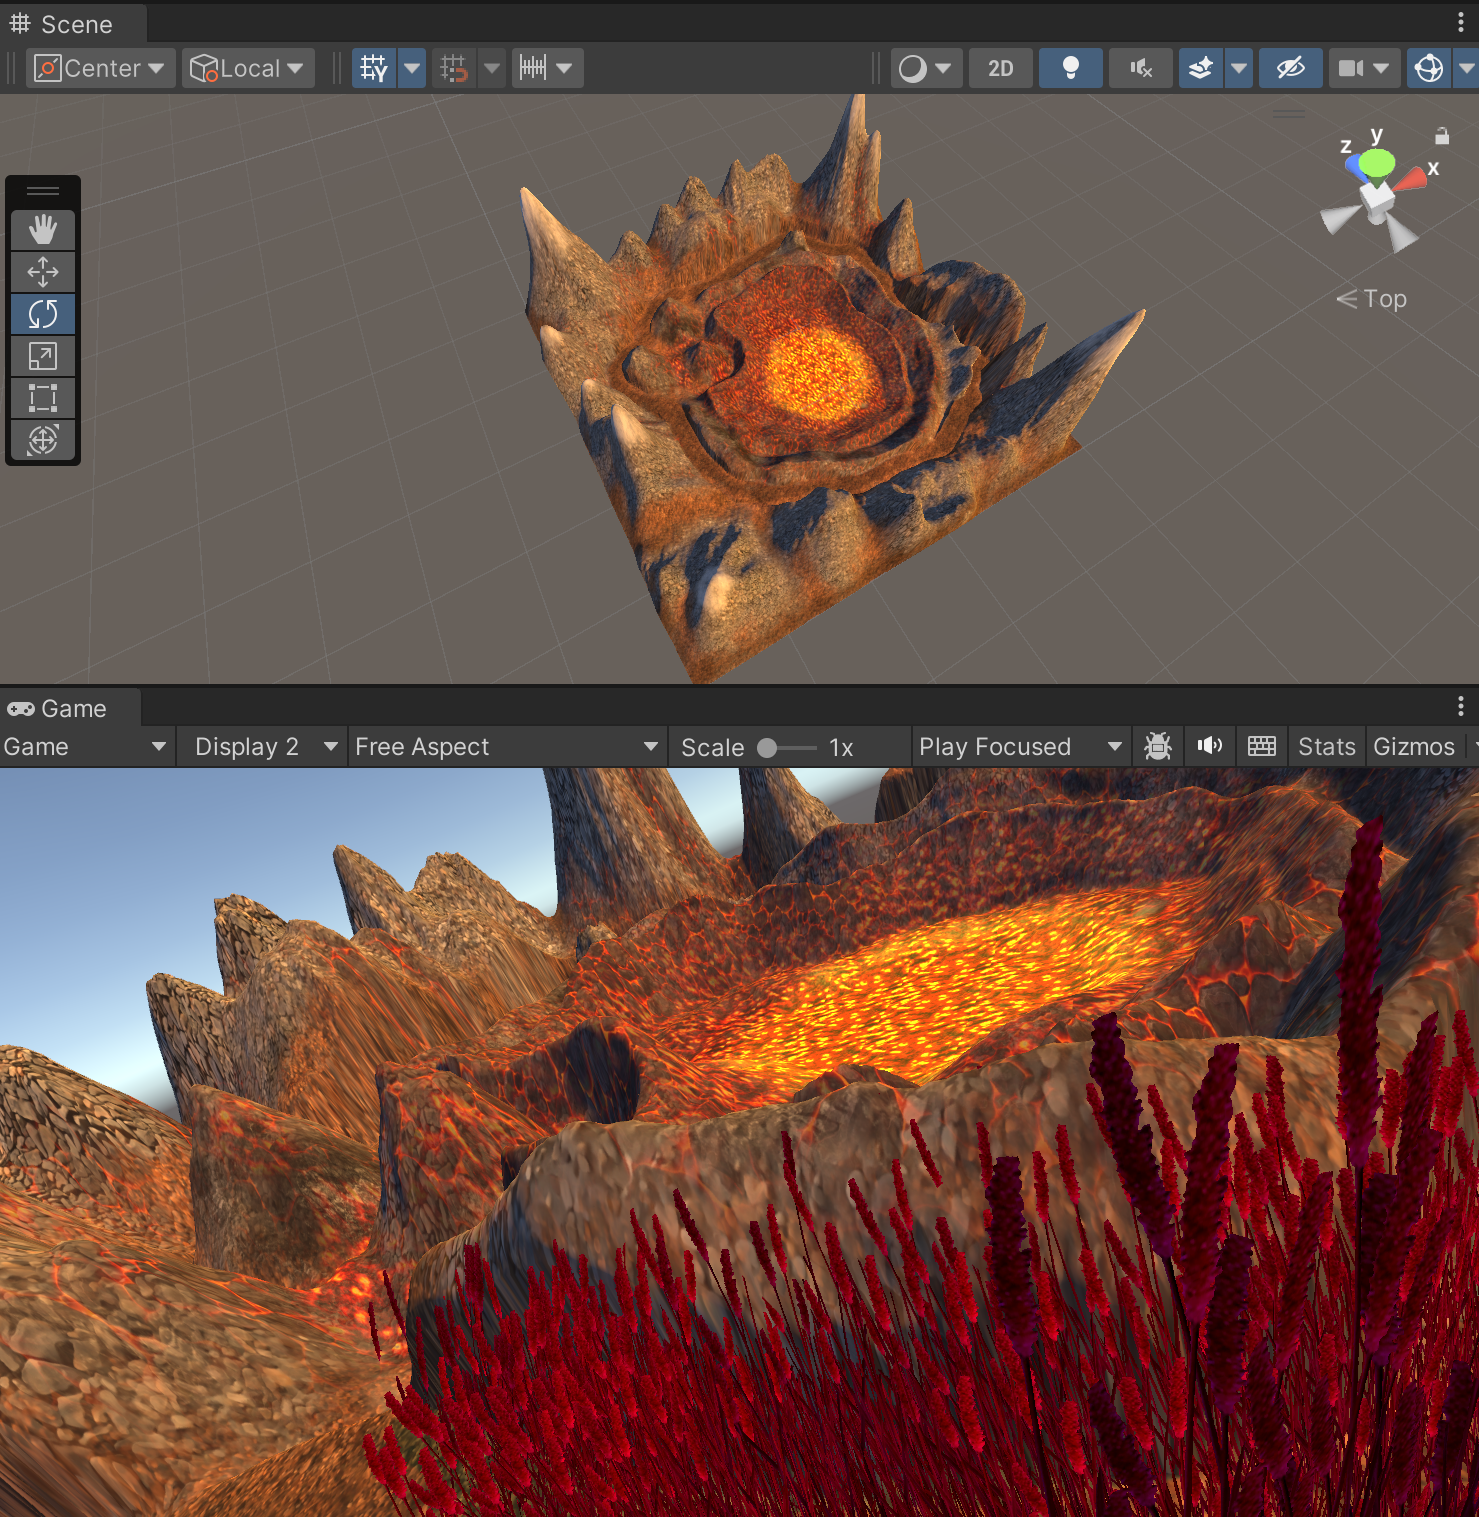 Scene
Center Local Y 2D
y
z
x
Top
Game
Game Display 2 Free Aspect Scale 1x Play Focused Stats Gizmos